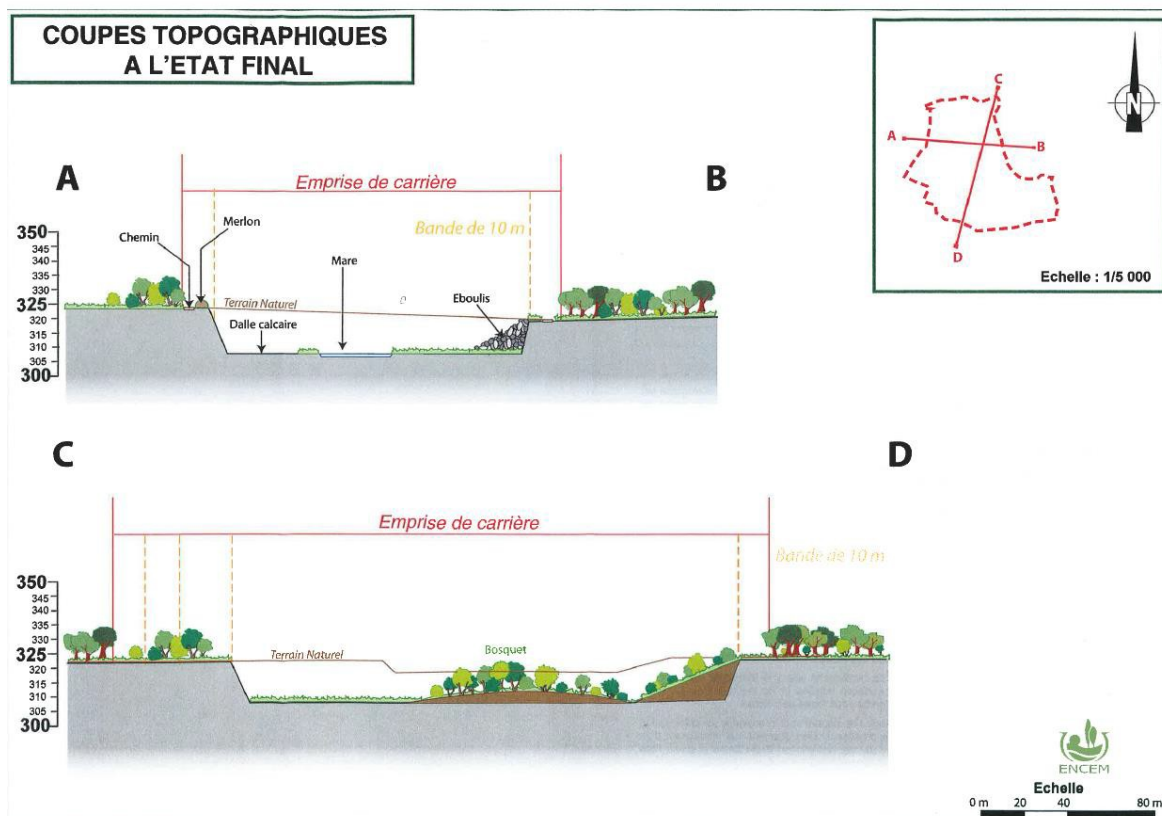 COUPES TOPOGRAPHIQUES
A L'ETAT FINAL
C
A
B
D
N
Echelle : 1/5 000
A
B
Emprise de carrière
Bande de 10 m
Merlon
Chemin
Mare
Terrain Naturel
Eboulis
Dalle calcaire
350
345
340
335
330
325
320
315
310
305
300
C
D
Emprise de carrière
Bande de 10 m
Terrain Naturel
Bosquet
350
345
340
335
330
325
320
315
310
305
300
ENCEM
Echelle
0 m 20 40 80 m